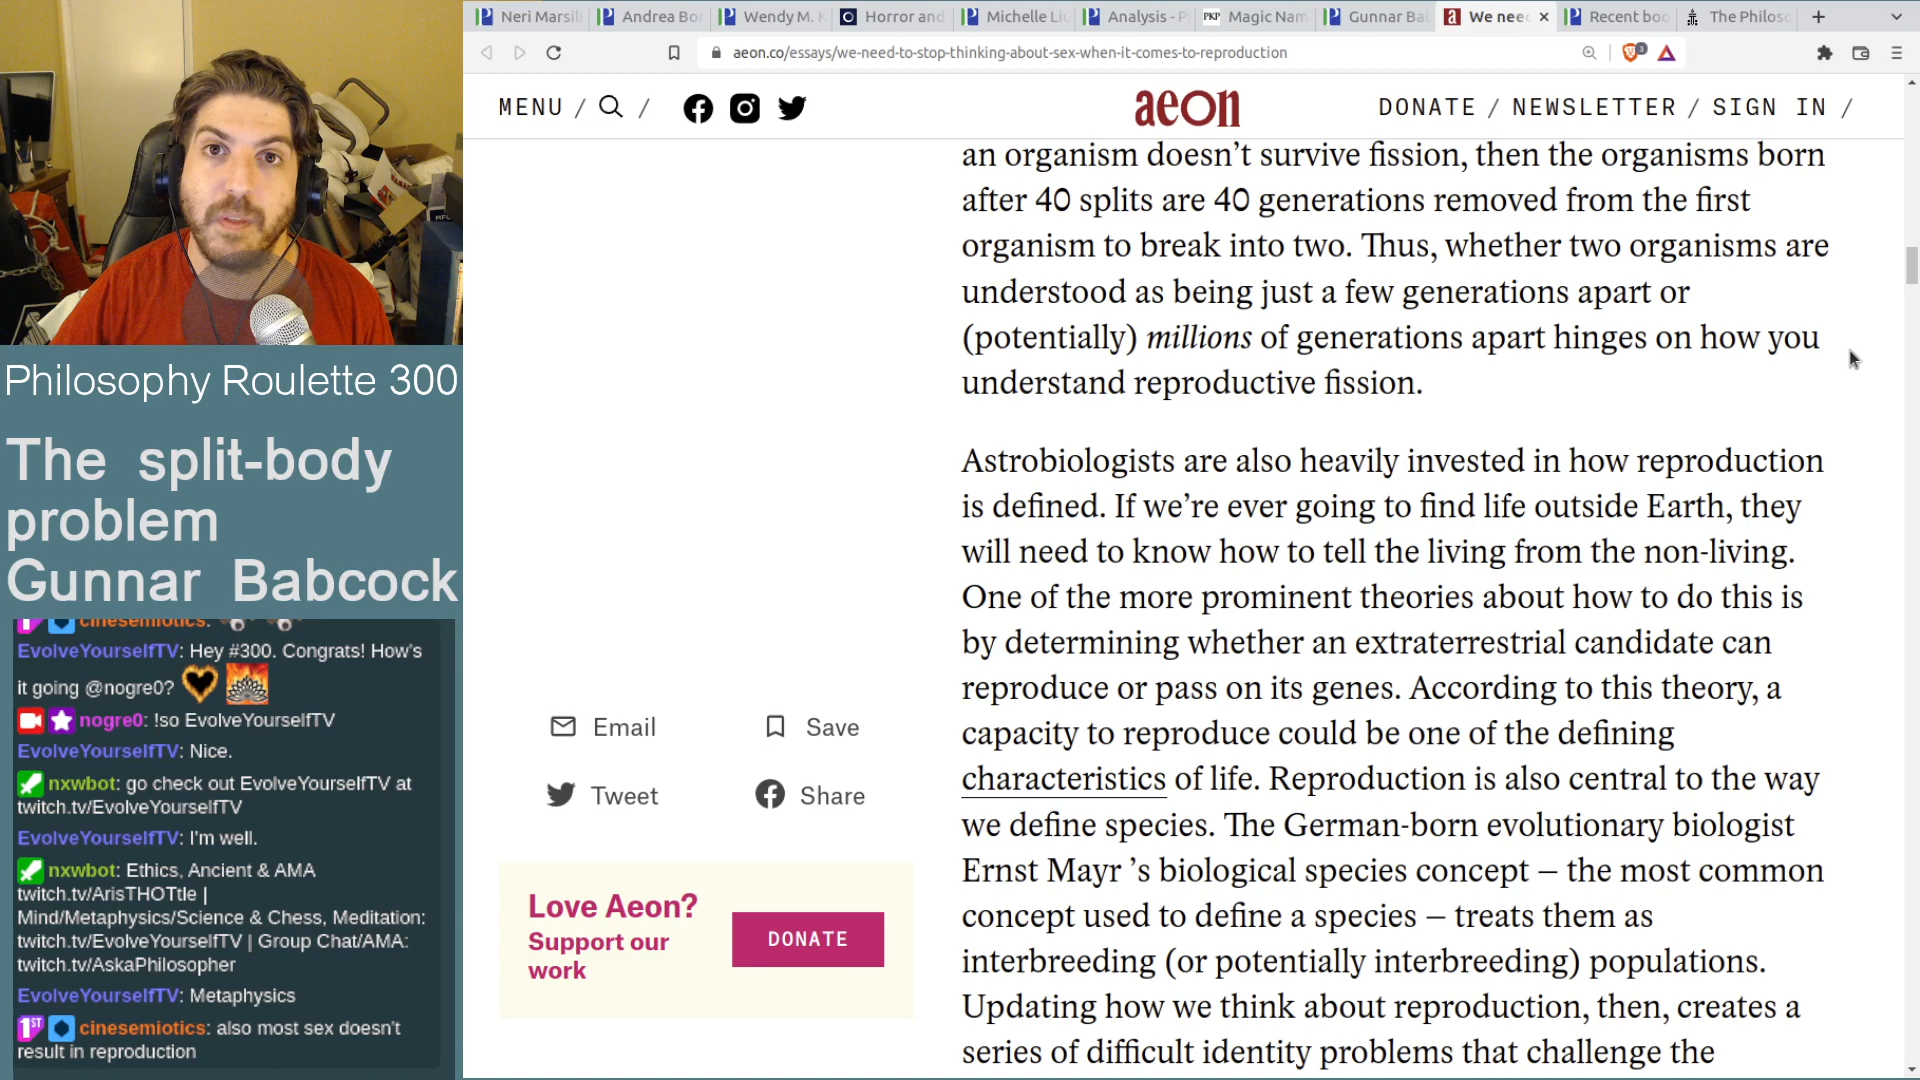 Neri Marsil
Andrea Bor
Wendy M. K
Horror and
Michelle Liu
Analysis - P
PKP Magic Nam
Gunnar Bab
a We need
Recent boo
The Philoso
aeon.co/essays/we-need-to-stop-thinking-about-sex-when-it-comes-to-reproduction
3
MENU / /
aeon
DONATE / NEWSLETTER / SIGN IN /
an organism doesn’t survive fission, then the organisms born
after 40 splits are 40 generations removed from the first
organism to break into two. Thus, whether two organisms are
understood as being just a few generations apart or
(potentially) millions of generations apart hinges on how you
understand reproductive fission.
Astrobiologists are also heavily invested in how reproduction
is defined. If we’re ever going to find life outside Earth, they
will need to know how to tell the living from the non-living.
One of the more prominent theories about how to do this is
by determining whether an extraterrestrial candidate can
reproduce or pass on its genes. According to this theory, a
capacity to reproduce could be one of the defining
characteristics of life. Reproduction is also central to the way
we define species. The German-born evolutionary biologist
Ernst Mayr ’s biological species concept – the most common
concept used to define a species – treats them as
interbreeding (or potentially interbreeding) populations.
Updating how we think about reproduction, then, creates a
series of difficult identity problems that challenge the
Email
Save
Tweet
Share
Love Aeon?
Support our
work
DONATE
Philosophy Roulette 300
The split-body
problem
Gunnar Babcock
cinesemiotics:
EvolveYourselfTV: Hey #300. Congrats! How's
it going @nogre0?
nogre0: !so EvolveYourselfTV
EvolveYourselfTV: Nice.
nxwbot: go check out EvolveYourselfTV at
twitch.tv/EvolveYourselfTV
EvolveYourselfTV: I'm well.
nxwbot: Ethics, Ancient & AMA
twitch.tv/ArisTHOTtle |
Mind/Metaphysics/Science & Chess, Meditation:
twitch.tv/EvolveYourselfTV | Group Chat/AMA:
twitch.tv/AskaPhilosopher
EvolveYourselfTV: Metaphysics
1ST cinesemiotics: also most sex doesn't
result in reproduction